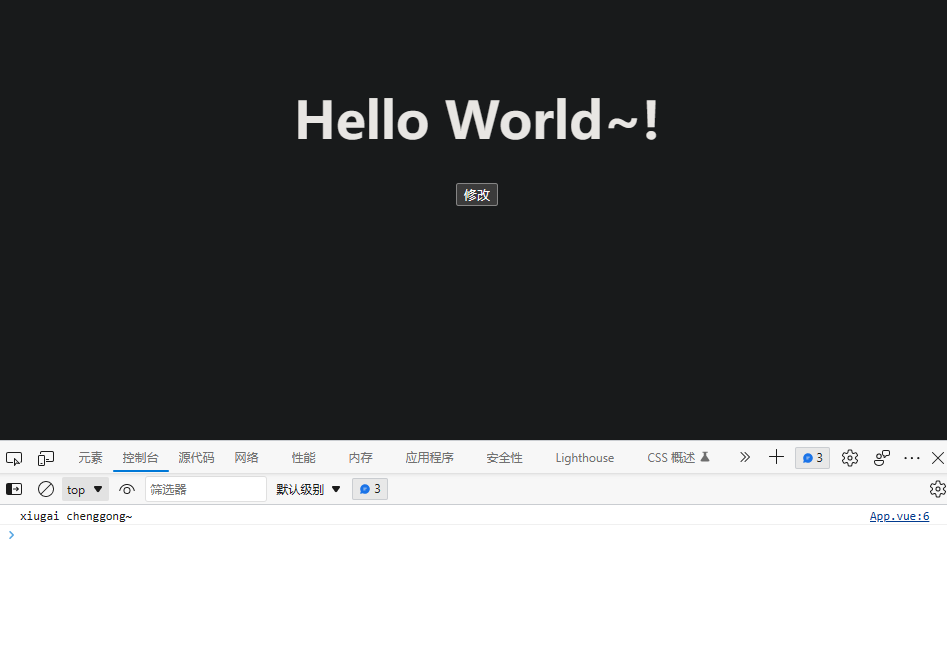 Hello World~!
修改
元素 控制台 源代码 网络 性能 内存 应用程序 安全性 Lighthouse CSS 概述 3
top 筛选器 默认级别 3
xiugai chenggong~ App.vue:6